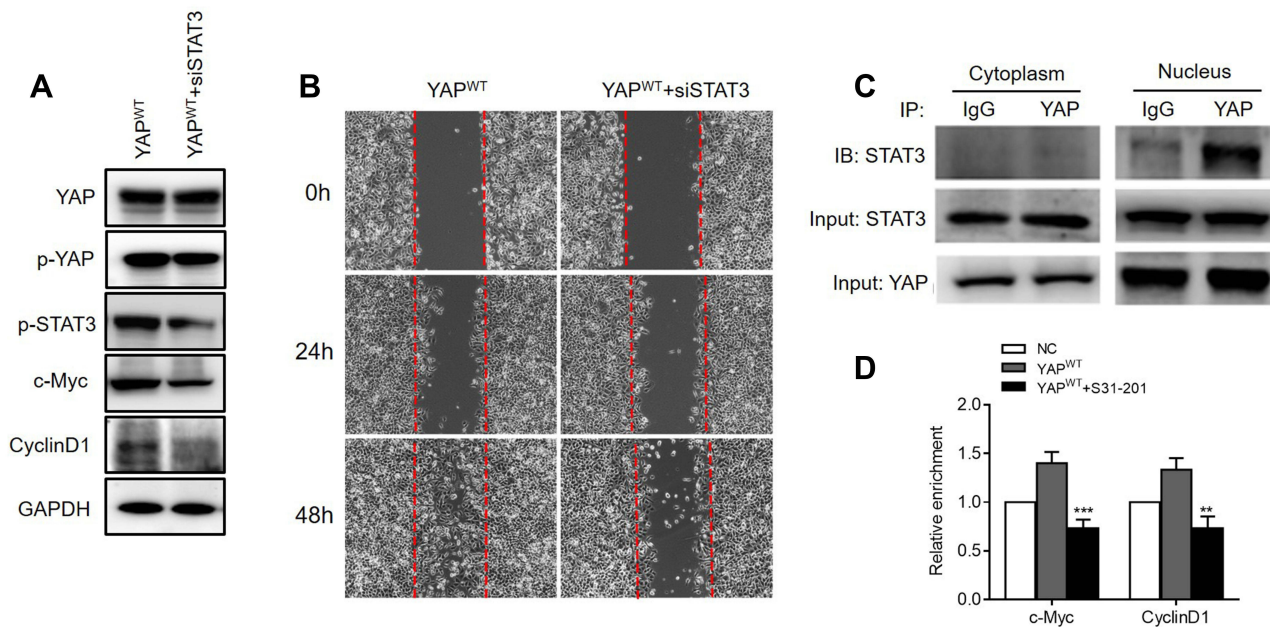 A
YAPWT
YAPWT+siSTAT3
YAP
p-YAP
p-STAT3
c-Myc
CyclinD1
GAPDH
B
YAPWT
YAPWT+siSTAT3
0h
24h
48h
C
Cytoplasm
Nucleus
IP:
IgG
YAP
IgG
YAP
IB: STAT3
Input: STAT3
Input: YAP
D
NC
YAPWT
YAPWT+S31-201
Relative enrichment
2.0
1.5
1.0
0.5
0.0
***
**
c-Myc
CyclinD1